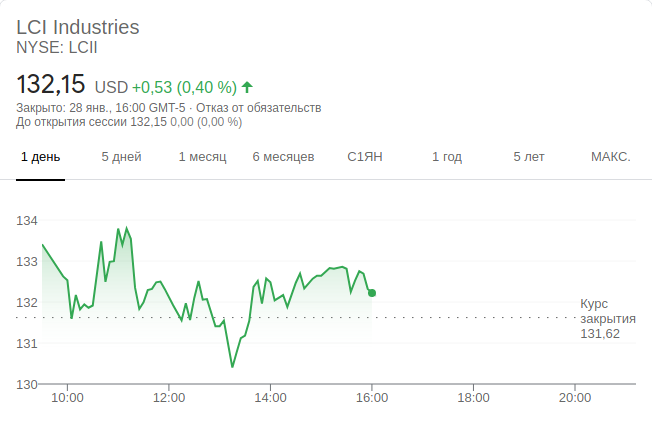 LCI Industries
NYSE: LCII
132,15 USD +0,53 (0,40 %)
Закрыто: 28 янв., 16:00 GMT-5 · Отказ от обязательств
До открытия сессии 132,15 0,00 (0,00 %)
1 день 5 дней 1 месяц 6 месяцев С1ЯН 1 год 5 лет МАКС.
134
133
132
131
130
Курс
закрытия
131,62
10:00 12:00 14:00 16:00 18:00 20:00